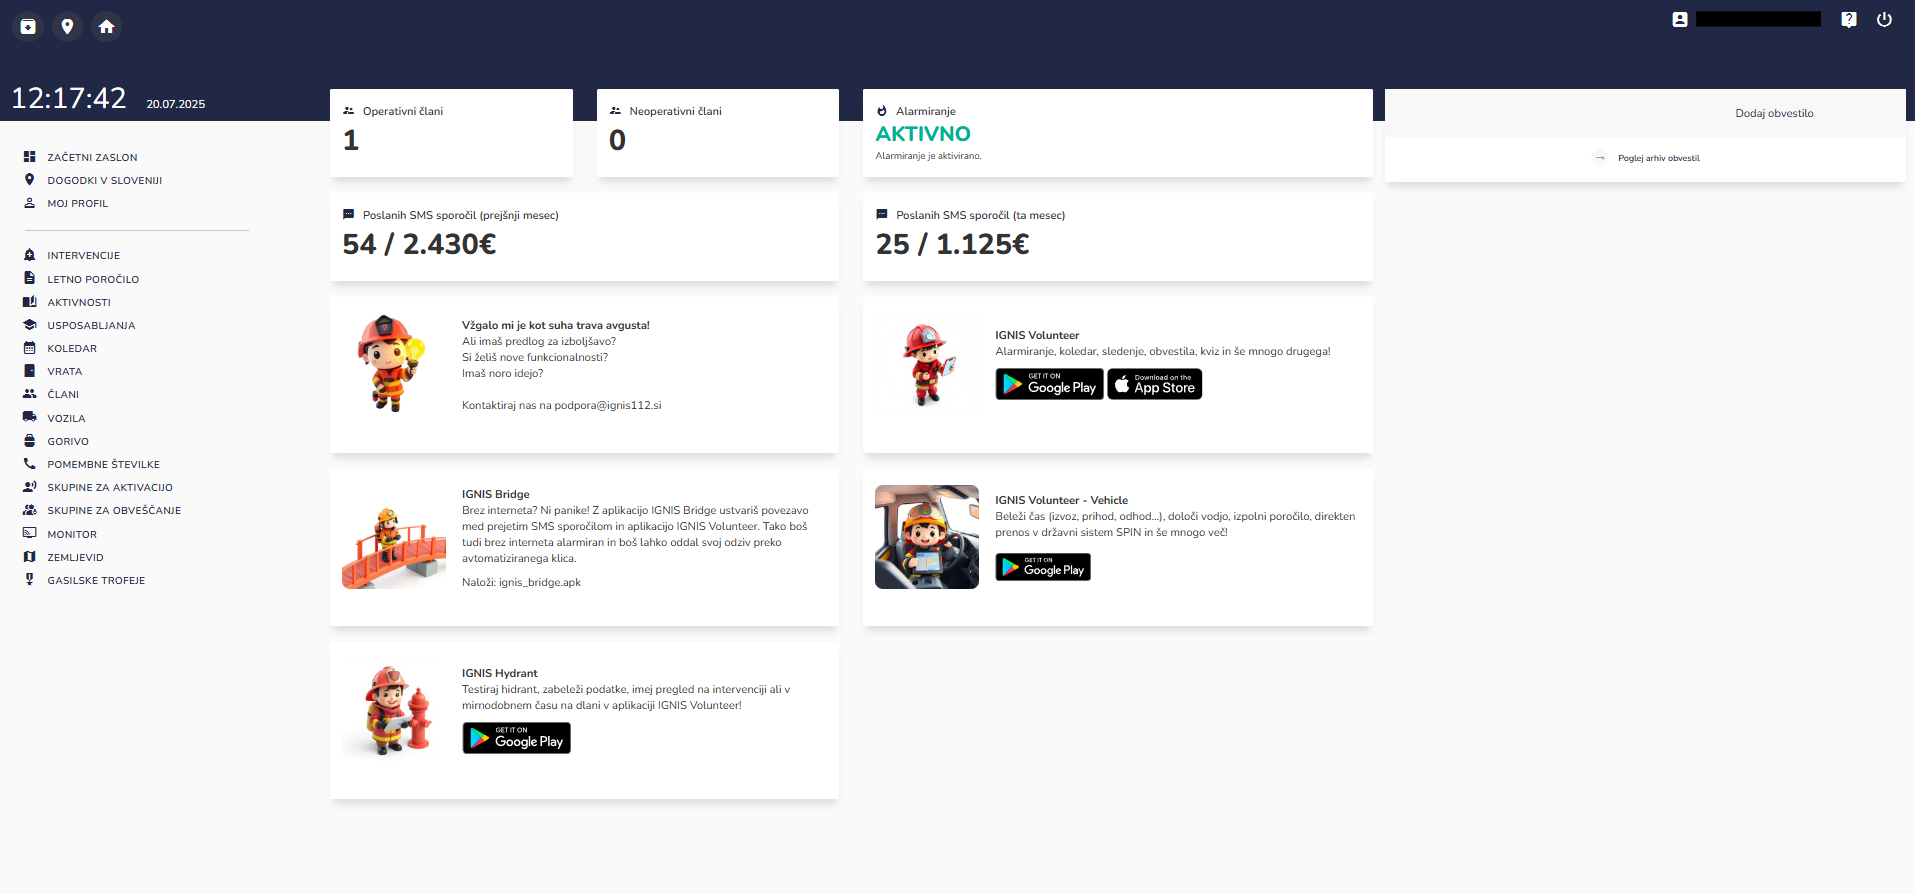 12:17:42 20.07.2025
ZAČETNI ZASLON
DOGODKI V SLOVENIJI
MOJ PROFIL
INTERVENCIJE
LETNO POROČILO
AKTIVNOSTI
USPOSABLJANJA
KOLEDAR
VRATA
ČLANI
VOZILA
GORIVO
POMEMBNE ŠTEVILKE
SKUPINE ZA AKTIVACIJO
SKUPINE ZA OBVEŠČANJE
MONITOR
ZEMLJEVID
GASILSKE TROFEJE
Operativni člani
1
Neoperativni člani
0
Alarmiranje
AKTIVNO
Alarmiranje je aktivirano.
Dodaj obvestilo
Poglej arhiv obvestil
Poslanih SMS sporočil (prejšnji mesec)
54 / 2.430€
Poslanih SMS sporočil (ta mesec)
25 / 1.125€
Vžgalo mi je kot suha trava avgusta!
Ali imaš predlog za izboljšavo?
Si želiš nove funkcionalnosti?
Imaš noro idejo?
Kontaktiraj nas na podpora@ignis112.si
IGNIS Volunteer
Alarmiranje, koledar, sledenje, obvestila, kviz in še mnogo drugega!
GET IT ON
Google Play
Download on the
App Store
IGNIS Bridge
Brez interneta? Ni panike! Z aplikacijo IGNIS Bridge ustvariš povezavo
med prejetim SMS sporočilom in aplikacijo IGNIS Volunteer. Tako boš
tudi brez interneta alarmiran in boš lahko oddal svoj odziv preko
avtomatiziranega klica.
Naloži: ignis_bridge.apk
IGNIS Volunteer - Vehicle
Beleži čas (izvoz, prihod, odhod...), določi vodjo, izpolni poročilo, direkten
prenos v državni sistem SPIN in še mnogo več!
GET IT ON
Google Play
IGNIS Hydrant
Testiraj hidrant, zabeleži podatke, imej pregled na intervenciji ali v
mirnodobnem času na dlani v aplikaciji IGNIS Volunteer!
GET IT ON
Google Play